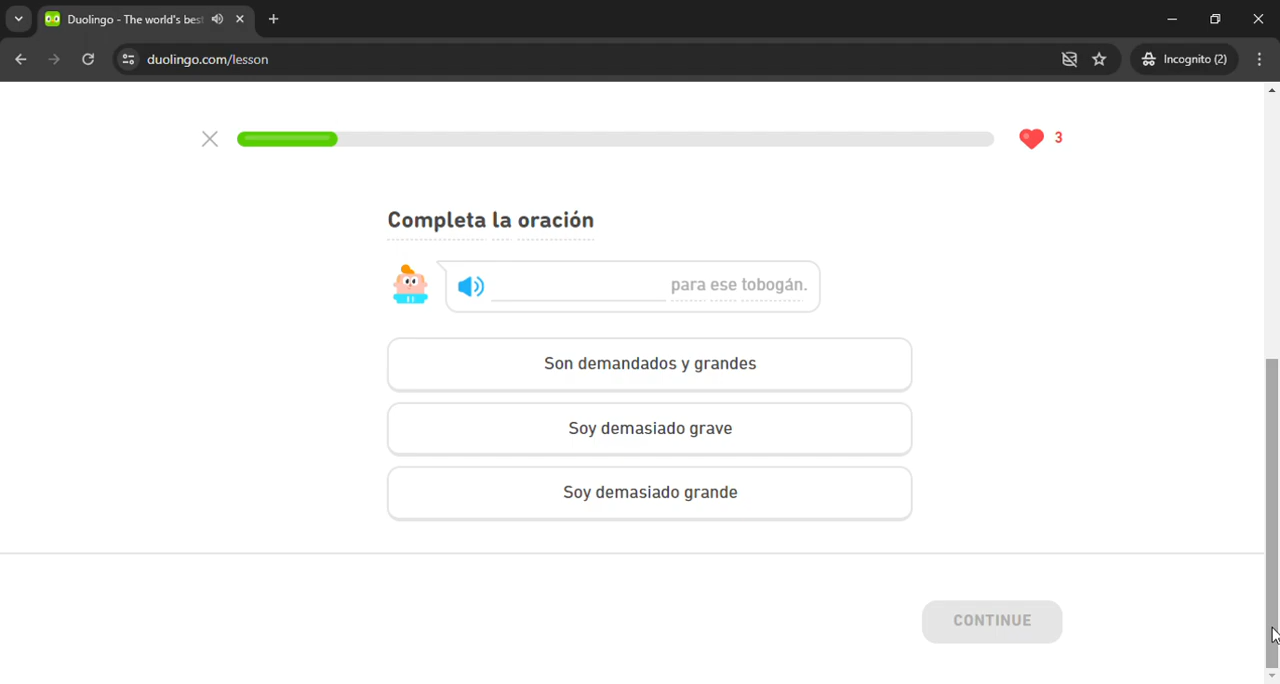 Duolingo - The world's bes
duolingo.com/lesson
Incognito (2)
3
Completa la oración
para ese tobogán.
Son demandados y grandes
Soy demasiado grave
Soy demasiado grande
CONTINUE